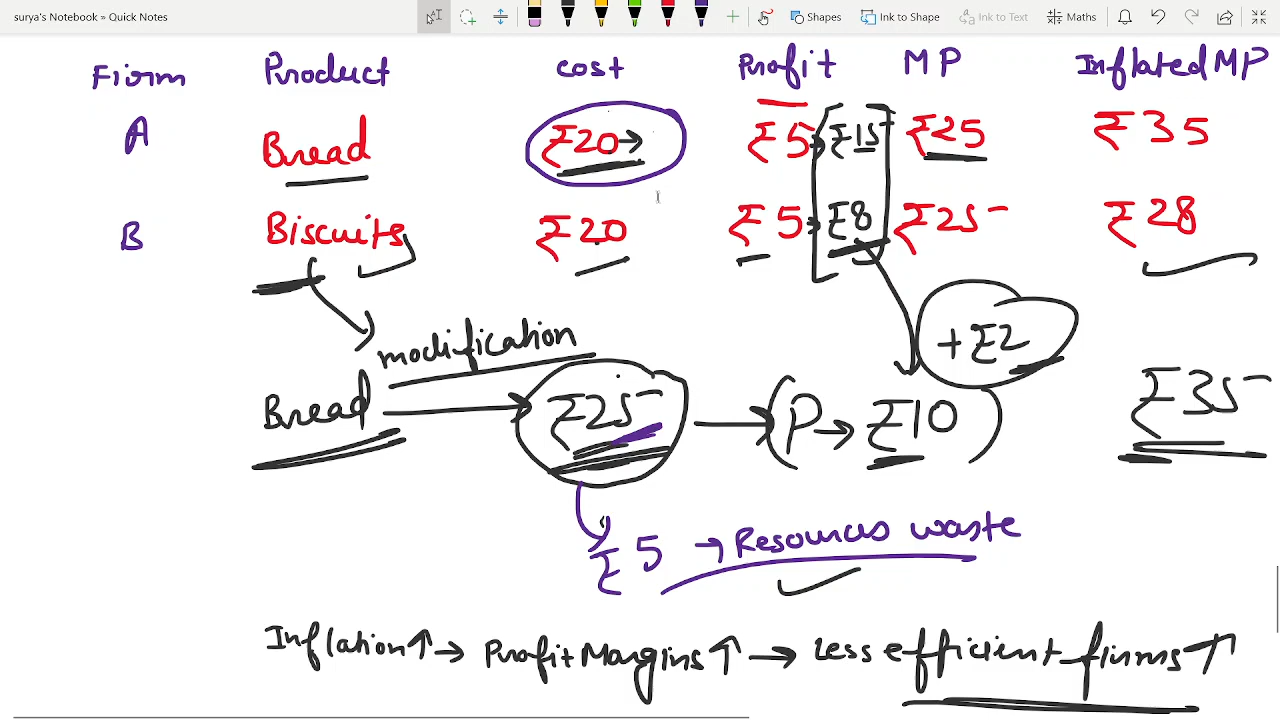 surya's Notebook » Quick Notes
Shapes Ink to Shape Ink to Text Maths
Firm Product cost Profit MP Inflated MP
A Bread ₹20→ ₹5 → ₹15 ₹25 ₹35
B Biscuits ₹20 ₹5 → ₹8 ₹25 ₹28
modification
+₹2
Bread → ₹25 → (P → ₹10) ₹35
₹5 → Resources waste
Inflation↑ → Profit Margins↑ → Less efficient firms↑